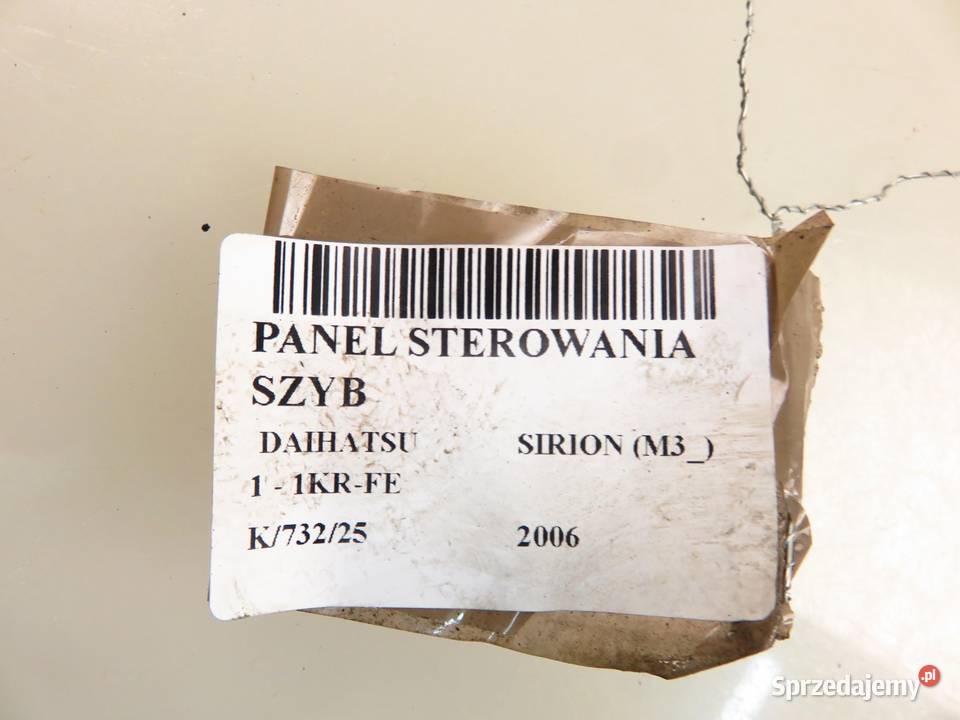 PANEL STEROWANIA
SZYB
DAIHATSU SIRION (M3_)
1 - 1KR-FE
K/732/25 2006
Sprzedajemy.pl